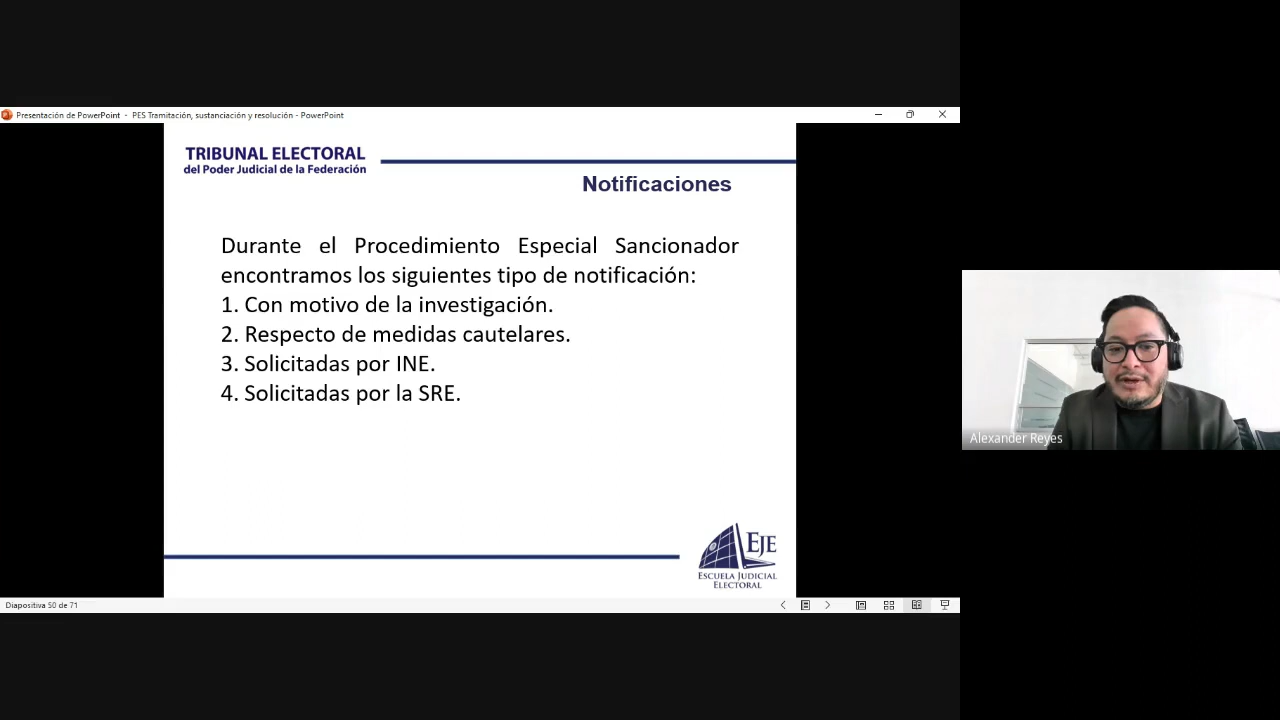 Presentación de PowerPoint - PES Tramitación, sustanciación y resolución - PowerPoint
TRIBUNAL ELECTORAL
del Poder Judicial de la Federación
Notificaciones
Durante el Procedimiento Especial Sancionador
encontramos los siguientes tipo de notificación:
1. Con motivo de la investigación.
2. Respecto de medidas cautelares.
3. Solicitadas por INE.
4. Solicitadas por la SRE.
Alexander Reyes
EJE
ESCUELA JUDICIAL
ELECTORAL
Diapositiva 50 de 71